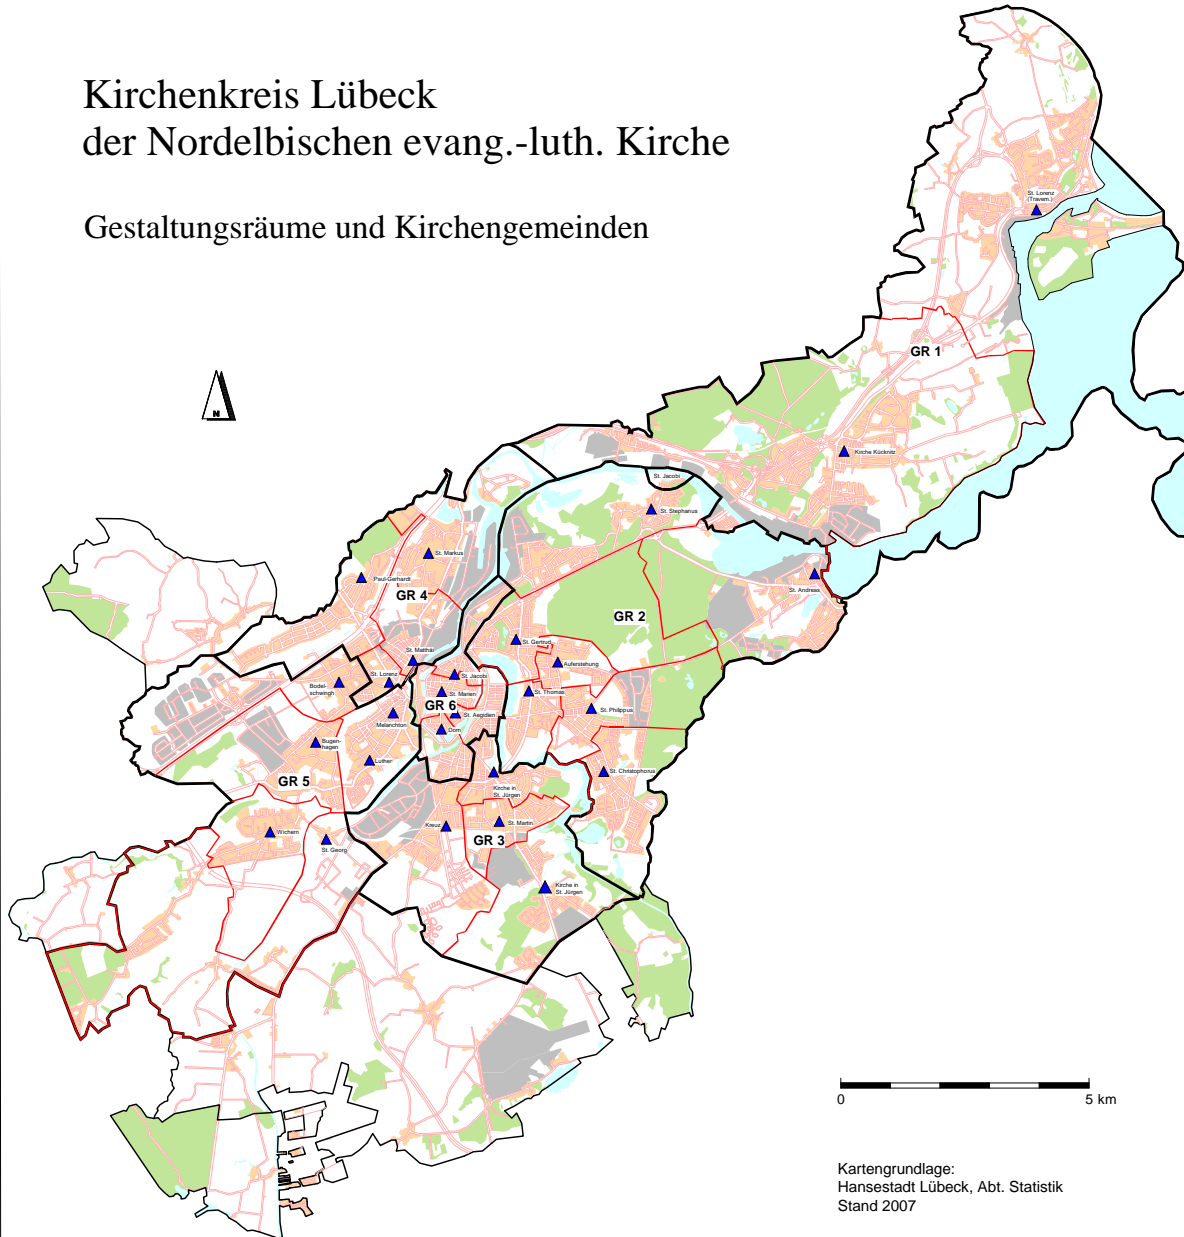 Kirchenkreis Lübeck
der Nordelbischen evang.-luth. Kirche
Gestaltungsräume und Kirchengemeinden
St. Lorenz
(Travem.)
GR 1
N
Kirche Kücknitz
St. Jacobi
St. Stephanus
St. Markus
Paul-Gerhardt
GR 4
St. Andreas
GR 2
St. Gertrud
Auferstehung
St. Matthäi
St. Lorenz
Bodel-
schwingh
St. Jacobi
St. Marien
GR 6
St. Aegidien
Dom
St. Thomas
St. Philippus
Melanchton
Bugen-
hagen
Luther
GR 5
St. Christophorus
Kirche in
St. Jürgen
Wichern
St. Georg
Kreuz
St. Martin
GR 3
Kirche in
St. Jürgen
0
5 km
Kartengrundlage:
Hansestadt Lübeck, Abt. Statistik
Stand 2007